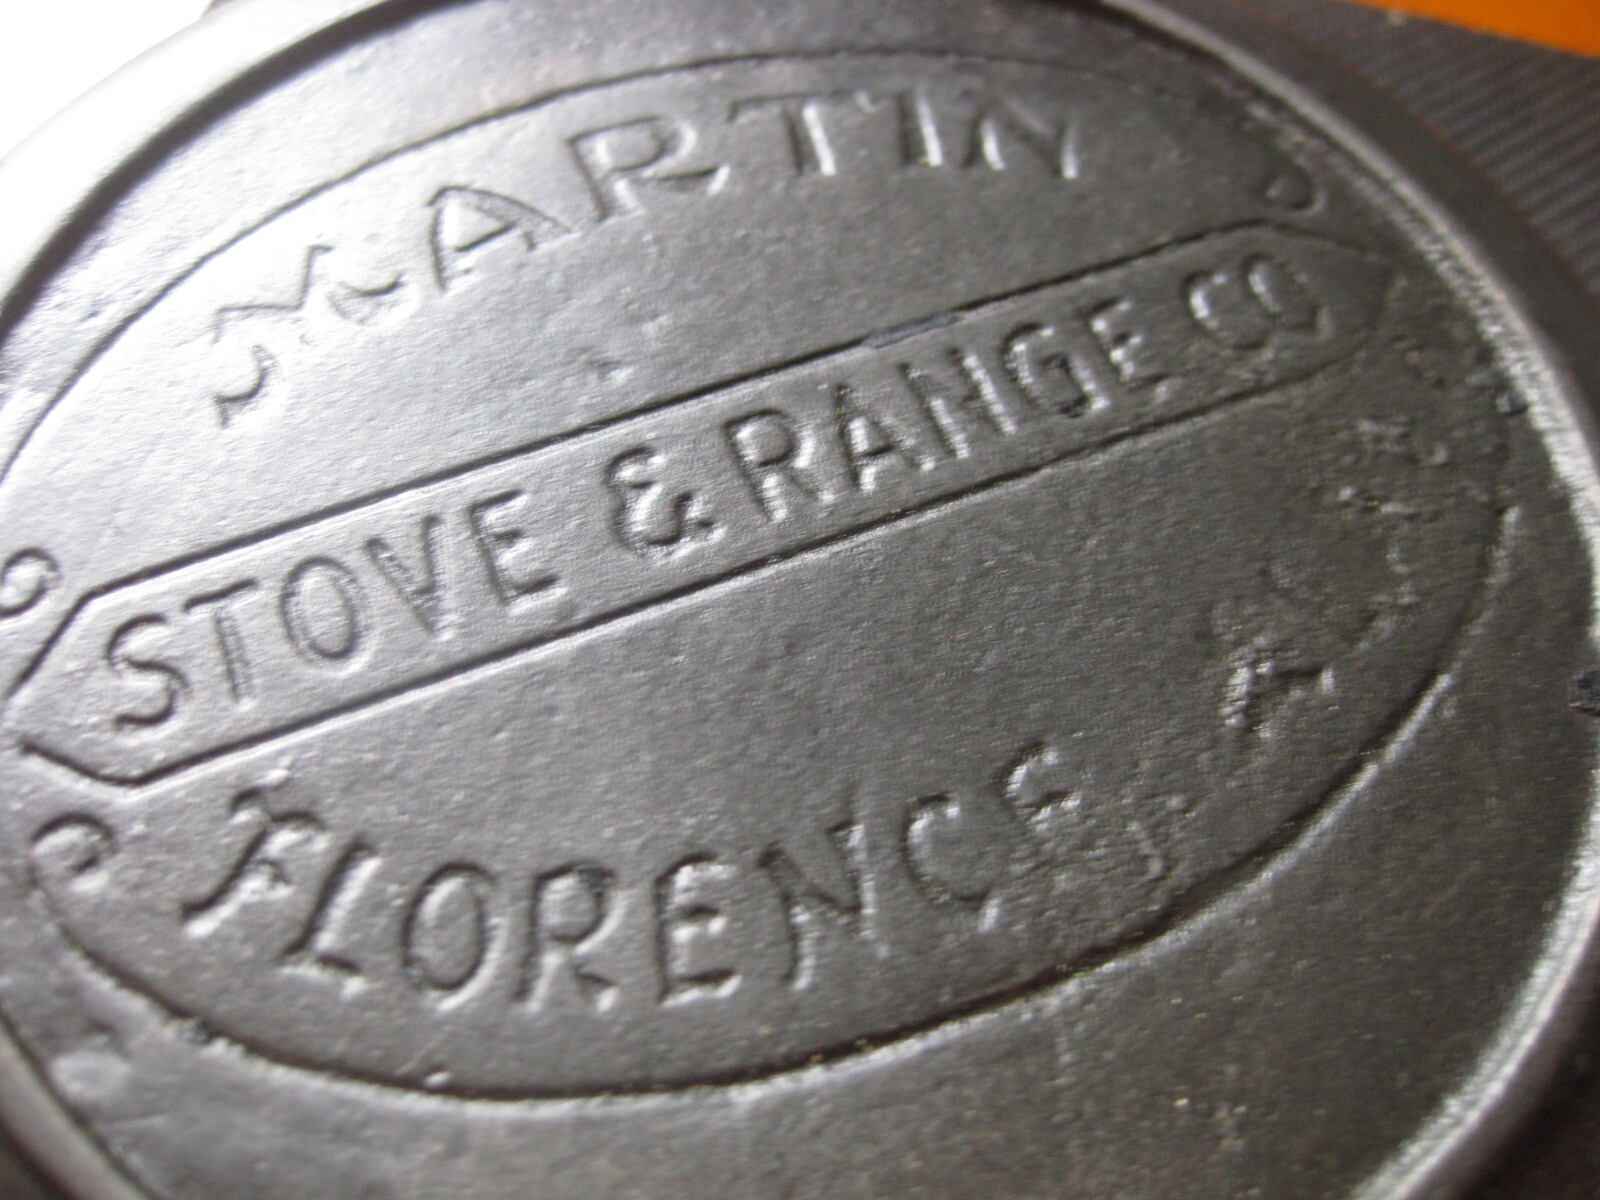 MARTIN
STOVE & RANGE CO
FLORENCE, A